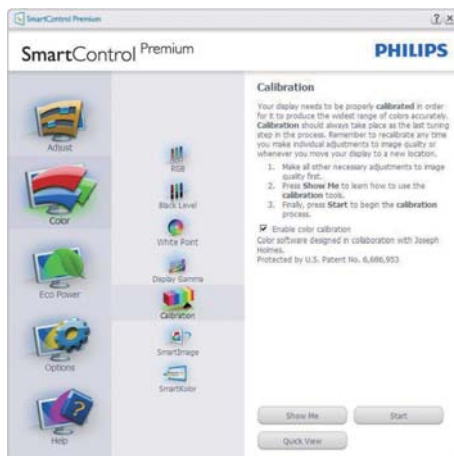 SmartControl Premium
SmartControl Premium
PHILIPS
Adjust
Color
Eco Power
Options
Help
RGB
Black Level
White Point
Display Gamma
Calibration
SmartImage
SmartKolor
Calibration
Your display needs to be properly calibrated in order
for it to produce the widest range of colors accurately.
Calibration should always take place as the last tuning
step in the process. Remember to recalibrate any time
you make individual adjustments to image quality or
whenever you move your display to a new location.
1. Make all other necessary adjustments to image
quality first.
2. Press Show Me to learn how to use the
calibration tools.
3. Finally, press Start to begin the calibration
process.
Enable color calibration
Color software designed in collaboration with Joseph
Holmes.
Protected by U.S. Patent No. 6,686,953
Show Me
Start
Quick View